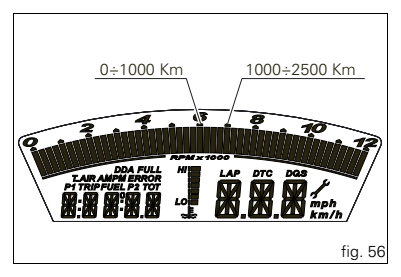 0÷1000 Km 1000÷2500 Km
0 2 4 6 8 10 12
RPM x 1000
DDA FULL HI LAP DTC DQS
T.AIR AMPM ERROR
P1 TRIP FUEL P2 TOT
LO mph
km/h
fig. 56